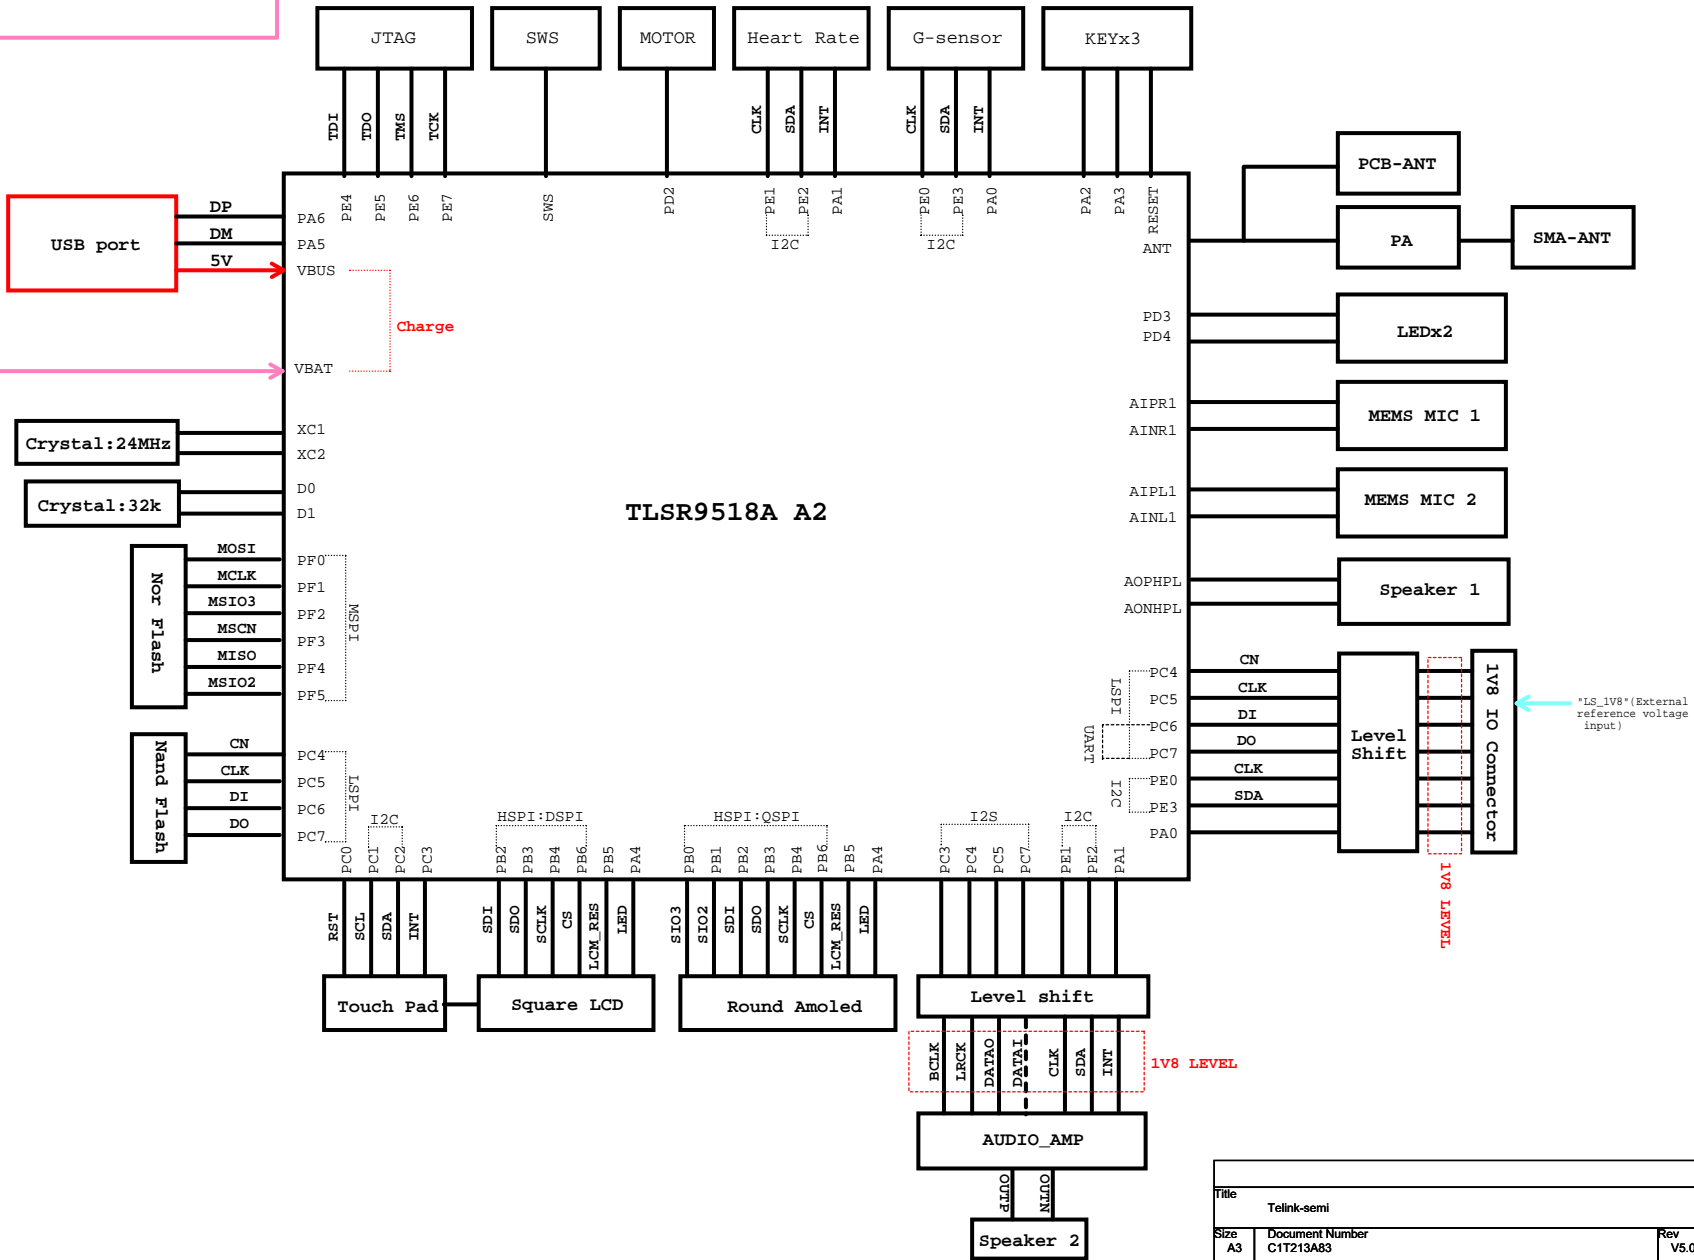 JTAG
SWS
MOTOR
Heart Rate
G-sensor
KEYx3
TDI
TDO
TMS
TCK
CLK
SDA
INT
CLK
SDA
INT
PE4
PE5
PE6
PE7
SWS
PD2
PE1
PE2
PA1
I2C
PE0
PE3
PA0
I2C
PA2
PA3
RESET
USB port
DP
DM
5V
PA6
PA5
VBUS
Charge
VBAT
Crystal:24MHz
XC1
XC2
Crystal:32k
D0
D1
Nor Flash
MOSI
MCLK
MSIO3
MSCN
MISO
MSIO2
PF0
PF1
PF2
PF3
PF4
PF5
MSPI
Nand Flash
CN
CLK
DI
DO
PC4
PC5
PC6
PC7
LSPI
TLSR9518A A2
ANT
PCB-ANT
PA
SMA-ANT
PD3
PD4
LEDx2
AIPR1
AINR1
MEMS MIC 1
AIPL1
AINL1
MEMS MIC 2
AOPHPL
AONHPL
Speaker 1
LSPI
UART
I2C
PC4
PC5
PC6
PC7
PE0
PE3
PA0
CN
CLK
DI
DO
CLK
SDA
Level
Shift
1V8 IO Connector
1V8 LEVEL
"LS_1V8"(External
reference voltage
input)
I2C
PC0
PC1
PC2
PC3
RST
SCL
SDA
INT
Touch Pad
HSPI:DSPI
PB2
PB3
PB4
PB6
PB5
PA4
SDI
SDO
SCLK
CS
LCM_RES
LED
Square LCD
HSPI:QSPI
PB0
PB1
PB2
PB3
PB4
PB6
PB5
PA4
SIO3
SIO2
SDI
SDO
SCLK
CS
LCM_RES
LED
Round Amoled
I2S
I2C
PC3
PC4
PC5
PC7
PE1
PE2
PA1
Level shift
BCLK
LRCK
DATAO
DATAI
CLK
SDA
INT
1V8 LEVEL
AUDIO_AMP
OUTP
OUTN
Speaker 2
Title
Telink-semi
Size
A3
Document Number
C1T213A83
Rev
V5.0